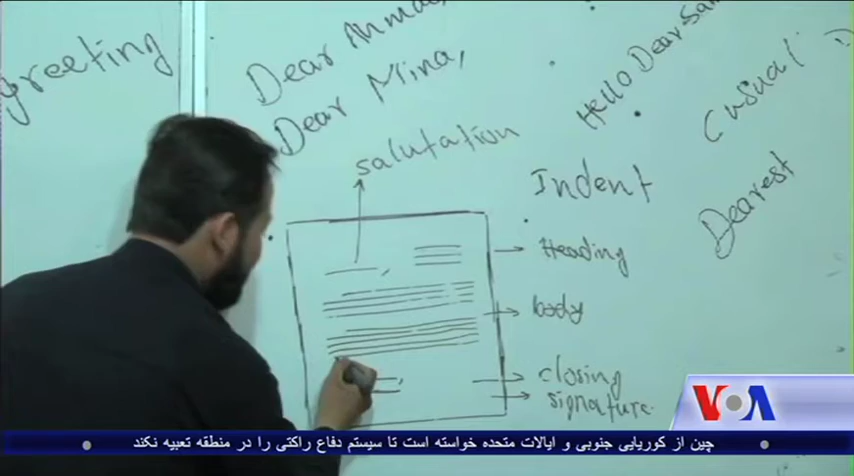 greeting
Dear Ahmad,
Dear Mina,
Hello Dear
Casual
salutation
Indent
Dearest
Heading
body
closing
signature.
VOA
چین از کوریایی جنوبی و ایالات متحده خواسته است تا سیستم دفاع راکتی را در منطقه تعبیه نکند